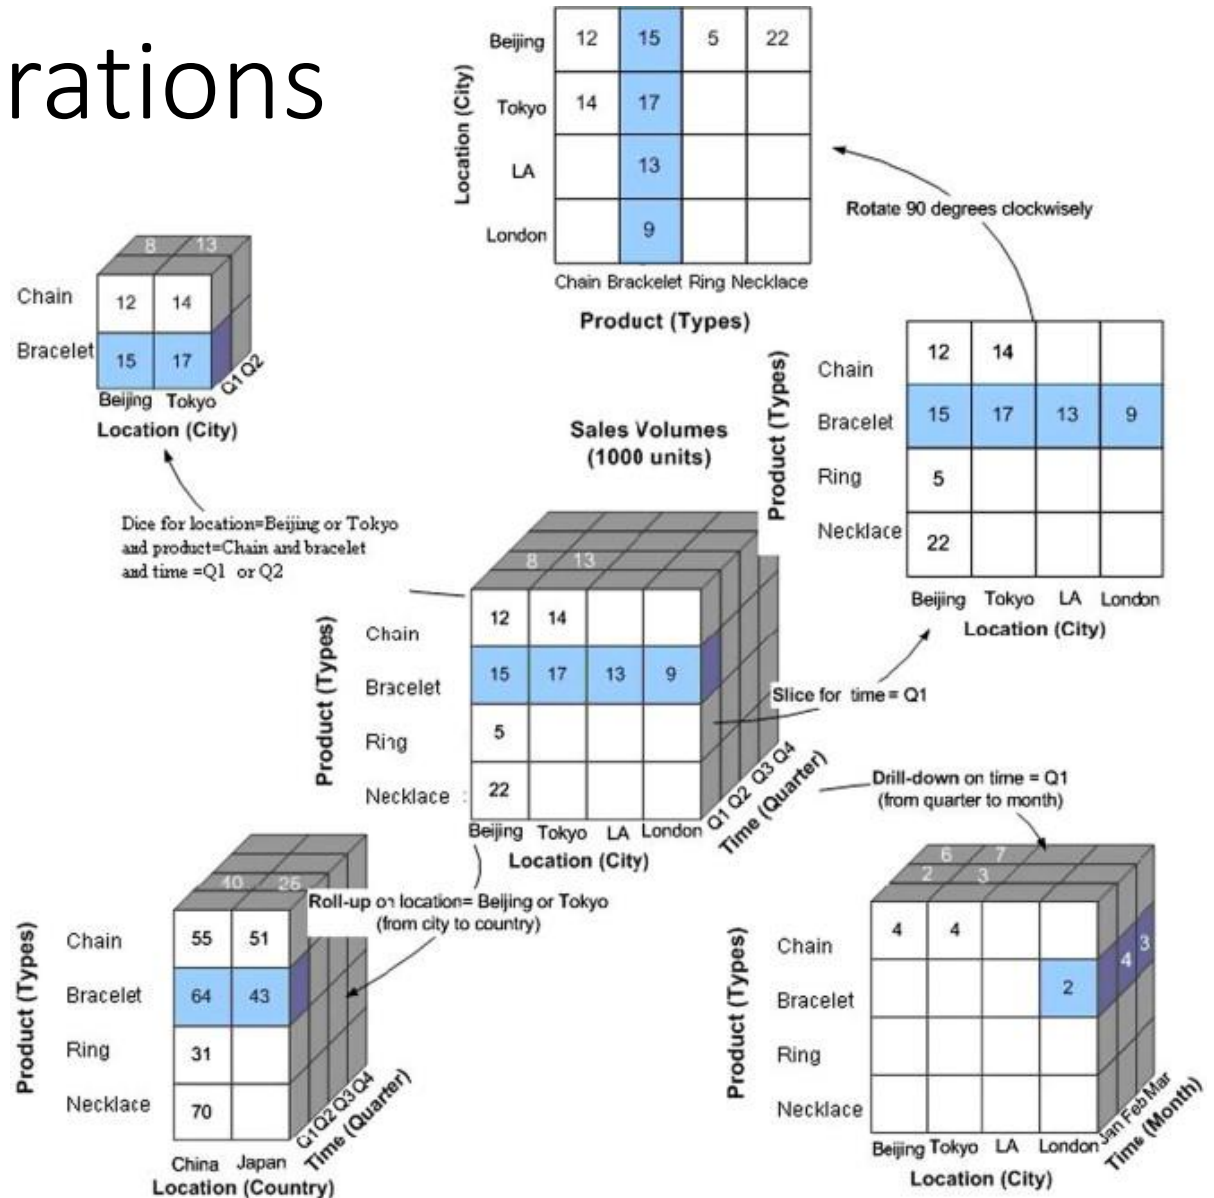 rations
Location (City)
Beijing 12 15 5 22
Tokyo 14 17
LA 13
London 9
Chain Brackelet Ring Necklace
Product (Types)
Rotate 90 degrees clockwisely
8 13
Chain 12 14
Bracelet 15 17
Beijing Tokyo
Q1 Q2
Location (City)
Dice for location=Beijing or Tokyo
and product=Chain and bracelet
and time =Q1 or Q2
Product (Types)
Chain 12 14
Bracelet 15 17 13 9
Ring 5
Necklace 22
Beijing Tokyo LA London
Location (City)
Slice for time = Q1
Sales Volumes
(1000 units)
8 13
Product (Types)
Chain 12 14
Bracelet 15 17 13 9
Ring 5
Necklace : 22
Beijing Tokyo LA London
Location (City)
Q1 Q2 Q3 Q4
Time (Quarter)
Drill-down on time = Q1
(from quarter to month)
Roll-up on location= Beijing or Tokyo
(from city to country)
40 26
Product (Types)
Chain 55 51
Bracelet 64 43
Ring 31
Necklace 70
China Japan
Location (Country)
Q1 Q2 Q3 Q4
Time (Quarter)
6 7
2 3
Product (Types)
Chain 4 4
Bracelet 2 4 3
Ring
Necklace
Beijing Tokyo LA London
Location (City)
Jan Feb Mar
Time (Month)